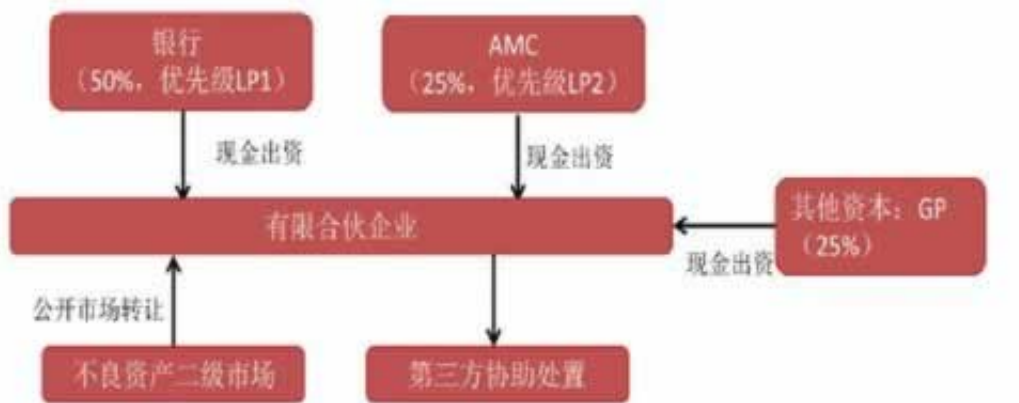 银行
（50%，优先级LP1）
AMC
（25%，优先级LP2）
现金出资
现金出资
有限合伙企业
其他资本：GP
（25%）
现金出资
公开市场转让
不良资产二级市场
第三方协助处置